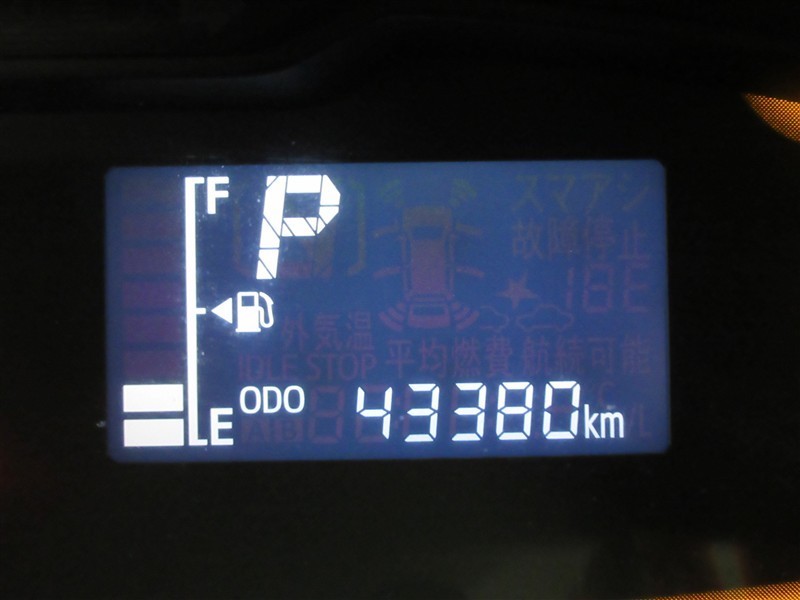 F
P
スマアシ
故障停止
外気温
IDLE STOP 平均燃費 航続可能
ODO 43380km
E